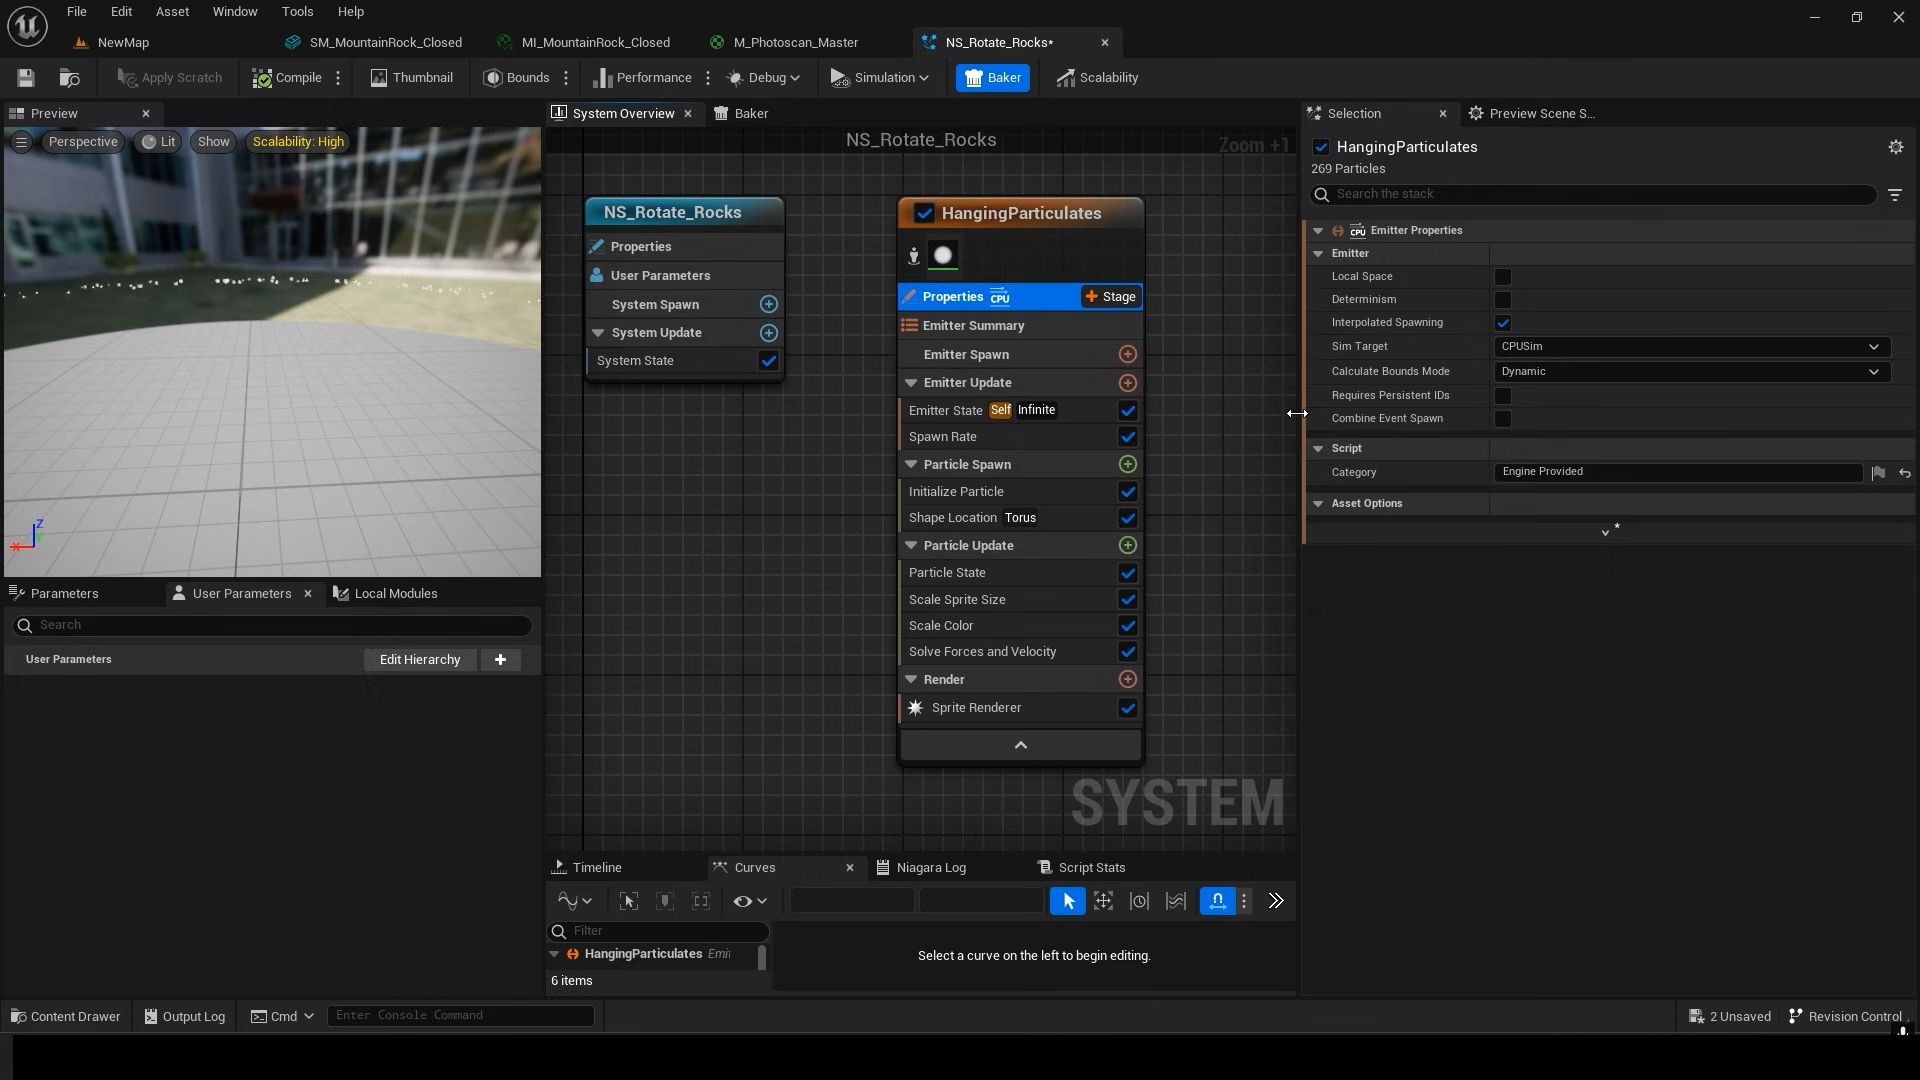 File Edit Asset Window Tools Help
NewMap SM_MountainRock_Closed MI_MountainRock_Closed M_Photoscan_Master NS_Rotate_Rocks*
Apply Scratch Compile Thumbnail Bounds Performance Debug Simulation Baker Scalability
Preview System Overview Baker Selection Preview Scene S...
Perspective Lit Show Scalability: High
NS_Rotate_Rocks
Zoom +1
HangingParticulates
269 Particles
Search the stack
NS_Rotate_Rocks
Properties
User Parameters
System Spawn
System Update
System State
HangingParticulates
Properties CPU Stage
Emitter Summary
Emitter Spawn
Emitter Update
Emitter State Self Infinite
Spawn Rate
Particle Spawn
Initialize Particle
Shape Location Torus
Particle Update
Particle State
Scale Sprite Size
Scale Color
Solve Forces and Velocity
Render
Sprite Renderer
SYSTEM
CPU Emitter Properties
Emitter
Local Space
Determinism
Interpolated Spawning
Sim Target CPUSim
Calculate Bounds Mode Dynamic
Requires Persistent IDs
Combine Event Spawn
Script
Category Engine Provided
Asset Options
Z
X
Parameters User Parameters Local Modules
Search
User Parameters Edit Hierarchy
Timeline Curves Niagara Log Script Stats
Filter
HangingParticulates Emi
6 items
Select a curve on the left to begin editing.
Content Drawer Output Log Cmd Enter Console Command 2 Unsaved Revision Control